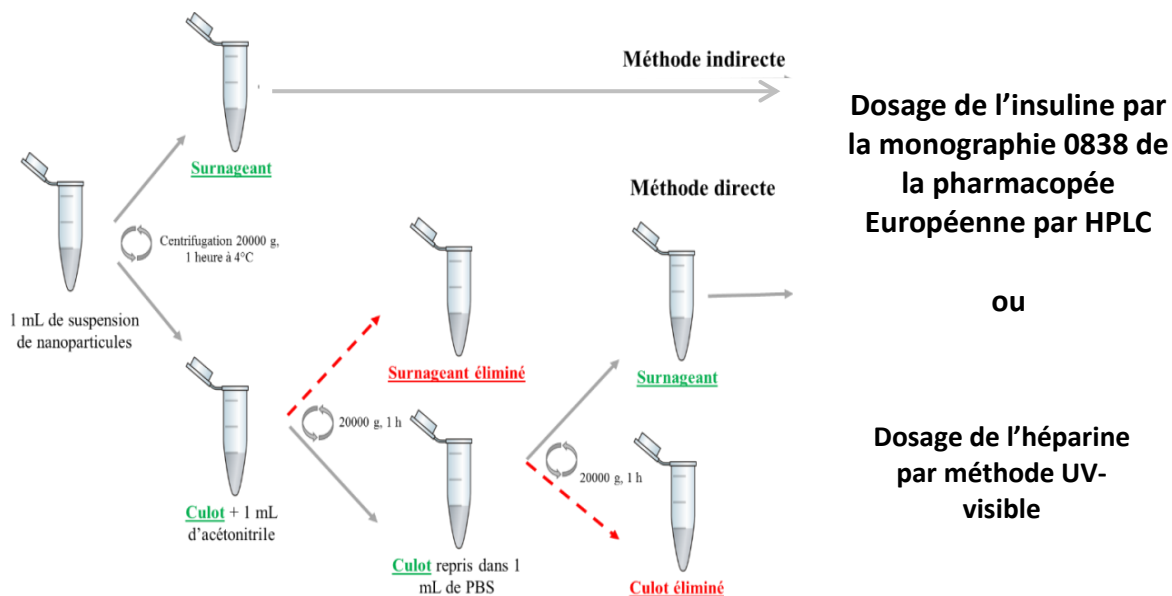 Méthode indirecte
Surnageant
Centrifugation 20000 g,
1 heure à 4°C
1 mL de suspension
de nanoparticules
Méthode directe
Surnageant éliminé
20000 g, 1 h
Culot + 1 mL
d’acétonitrile
Surnageant
20000 g, 1 h
Culot repris dans 1
mL de PBS
Culot éliminé
Dosage de l’insuline par
la monographie 0838 de
la pharmacopée
Européenne par HPLC
ou
Dosage de l’héparine
par méthode UV-
visible